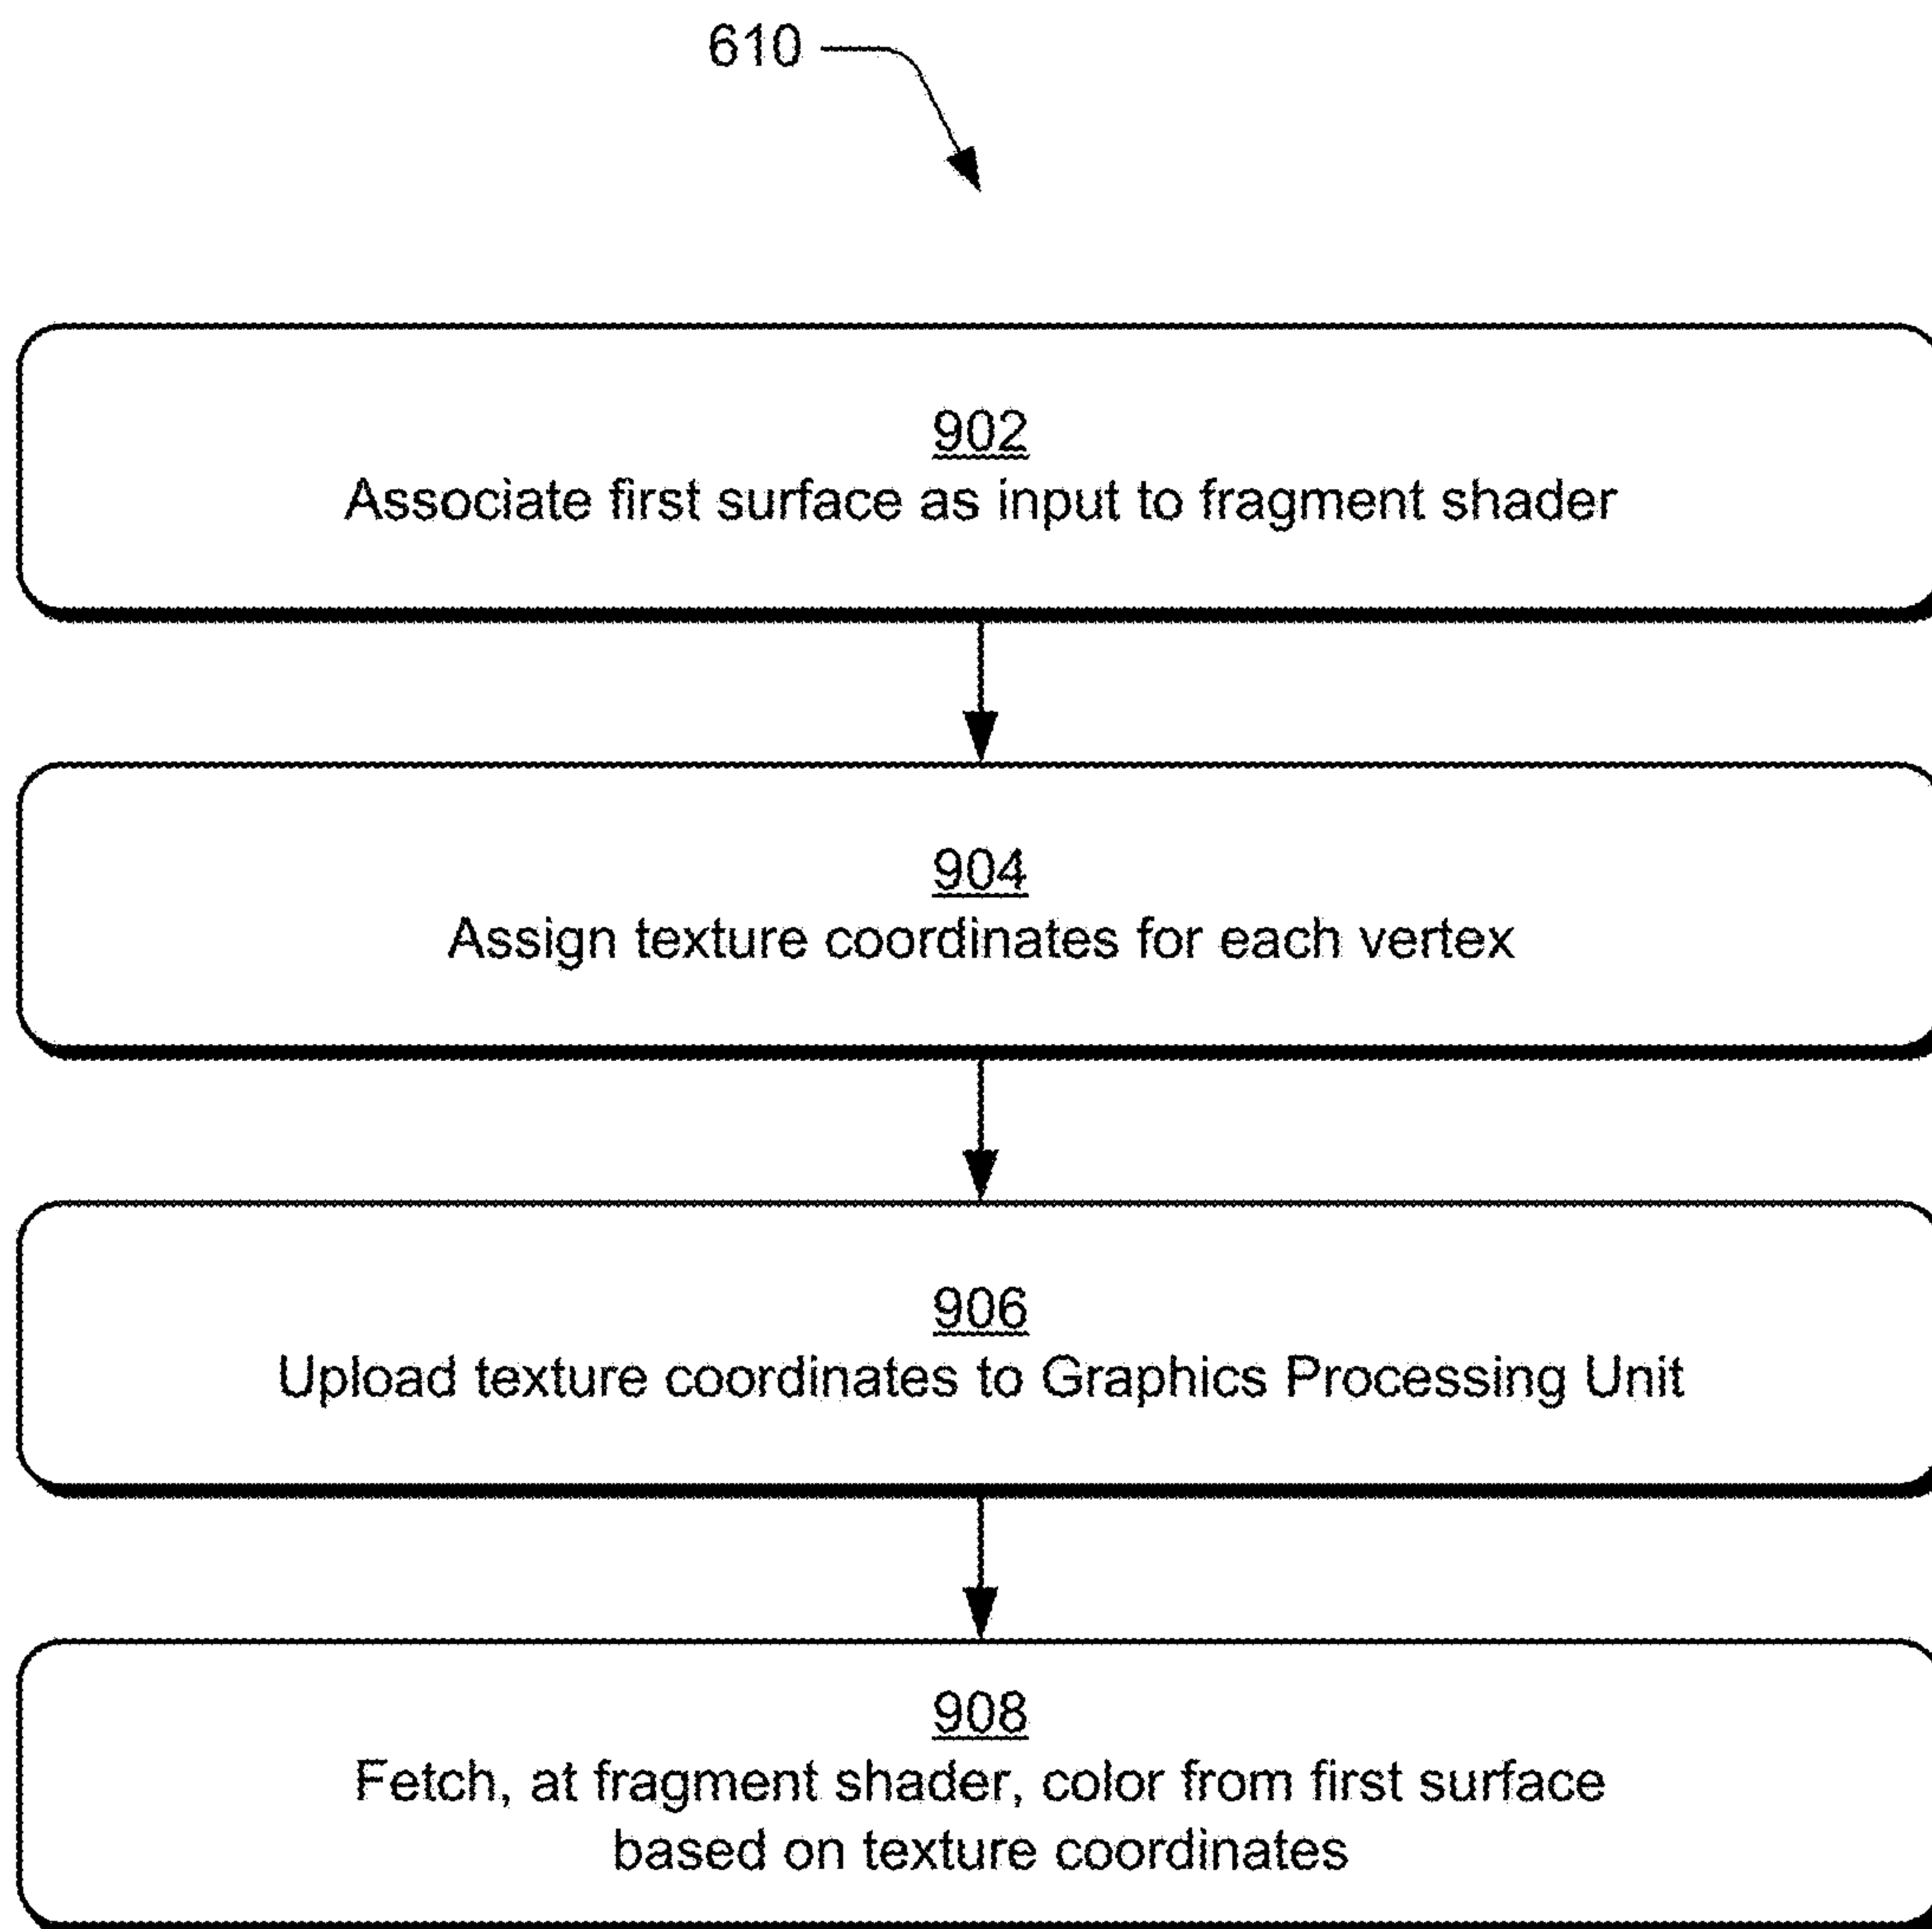 610
902
Associate first surface as input to fragment shader
904
Assign texture coordinates for each vertex
906
Upload texture coordinates to Graphics Processing Unit
908
Fetch, at fragment shader, color from first surface
based on texture coordinates